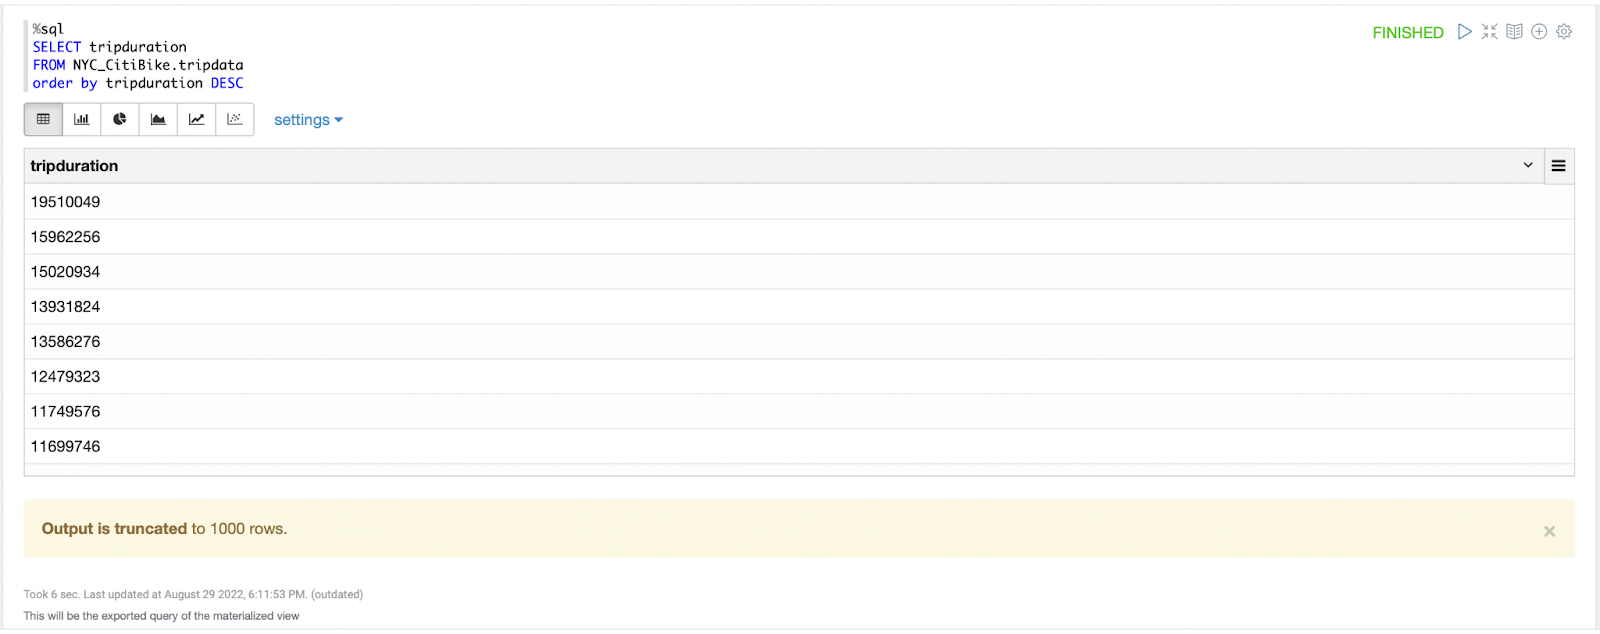 %sql
FINISHED
SELECT tripduration
FROM NYC_CitiBike.tripdata
order by tripduration DESC
settings
tripduration
19510049
15962256
15020934
13931824
13586276
12479323
11749576
11699746
Output is truncated to 1000 rows.
Took 6 sec. Last updated at August 29 2022, 6:11:53 PM. (outdated)
This will be the exported query of the materialized view